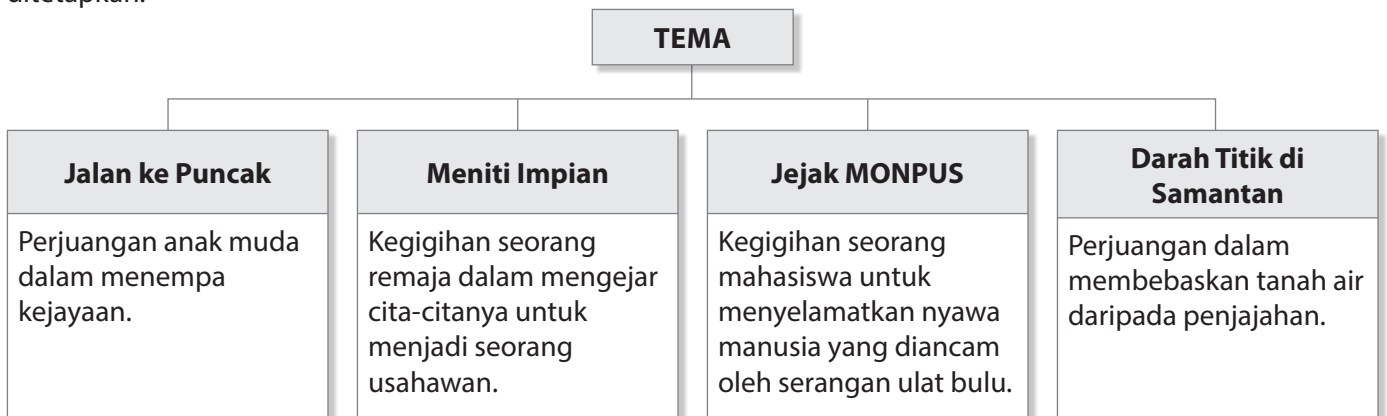 ditetapkan.
TEMA
Jalan ke Puncak
Perjuangan anak muda
dalam menempa
kejayaan.
Meniti Impian
Kegigihan seorang
remaja dalam mengejar
cita-citanya untuk
menjadi seorang
usahawan.
Jejak MONPUS
Kegigihan seorang
mahasiswa untuk
menyelamatkan nyawa
manusia yang diancam
oleh serangan ulat bulu.
Darah Titik di
Samantan
Perjuangan dalam
membebaskan tanah air
daripada penjajahan.